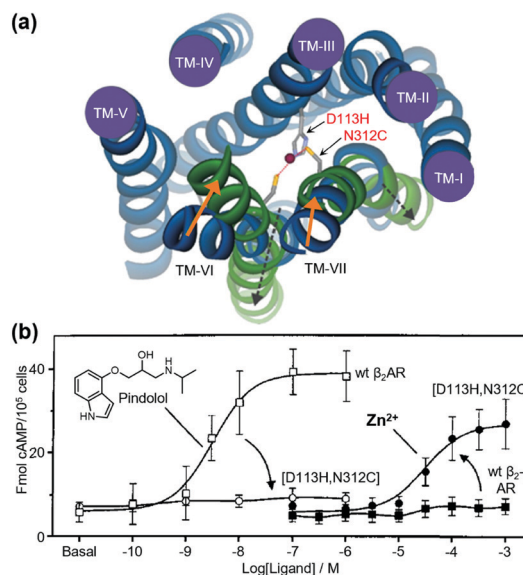 (a)
TM-III
TM-IV
TM-II
TM-V
D113H
N312C
TM-I
TM-VI
TM-VII
(b)
Fmol cAMP/10⁵ cells
40
20
0
OH
H
O
N
N
H
Pindolol
wt β₂AR
[D113H,N312C]
Zn²⁺
[D113H,N312C]
wt β₂-
AR
Basal -10 -9 -8 -7 -6 -5 -4 -3
Log[Ligand] / M